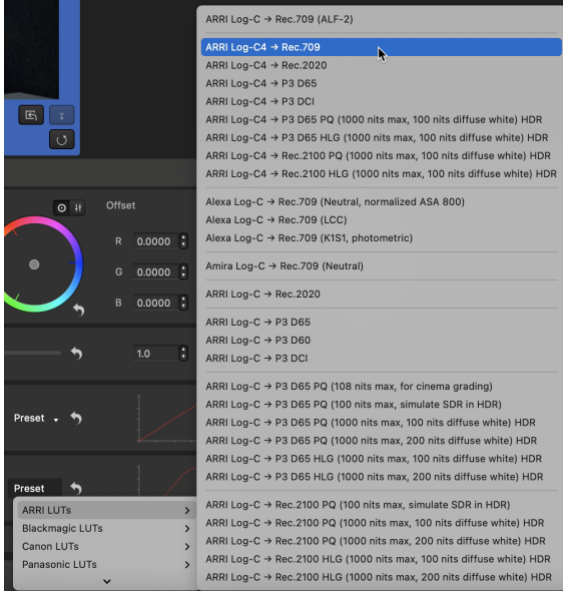 ARRI Log-C → Rec.709 (ALF-2)
ARRI Log-C4 → Rec.709
ARRI Log-C4 → Rec.2020
ARRI Log-C4 → P3 D65
ARRI Log-C4 → P3 DCI
ARRI Log-C4 → P3 D65 PQ (1000 nits max, 100 nits diffuse white) HDR
ARRI Log-C4 → P3 D65 HLG (1000 nits max, 100 nits diffuse white) HDR
ARRI Log-C4 → Rec.2100 PQ (1000 nits max, 100 nits diffuse white) HDR
ARRI Log-C4 → Rec.2100 HLG (1000 nits max, 100 nits diffuse white) HDR
Alexa Log-C → Rec.709 (Neutral, normalized ASA 800)
Alexa Log-C → Rec.709 (LCC)
Alexa Log-C → Rec.709 (K1S1, photometric)
Amira Log-C → Rec.709 (Neutral)
ARRI Log-C → Rec.2020
ARRI Log-C → P3 D65
ARRI Log-C → P3 D60
ARRI Log-C → P3 DCI
ARRI Log-C → P3 D65 PQ (108 nits max, for cinema grading)
ARRI Log-C → P3 D65 PQ (100 nits max, simulate SDR in HDR)
ARRI Log-C → P3 D65 PQ (1000 nits max, 100 nits diffuse white) HDR
ARRI Log-C → P3 D65 PQ (1000 nits max, 200 nits diffuse white) HDR
ARRI Log-C → P3 D65 HLG (1000 nits max, 100 nits diffuse white) HDR
ARRI Log-C → P3 D65 HLG (1000 nits max, 200 nits diffuse white) HDR
ARRI Log-C → Rec.2100 PQ (100 nits max, simulate SDR in HDR)
ARRI Log-C → Rec.2100 PQ (1000 nits max, 100 nits diffuse white) HDR
ARRI Log-C → Rec.2100 PQ (1000 nits max, 200 nits diffuse white) HDR
ARRI Log-C → Rec.2100 HLG (1000 nits max, 100 nits diffuse white) HDR
ARRI Log-C → Rec.2100 HLG (1000 nits max, 200 nits diffuse white) HDR
Offset
R 0.0000
G 0.0000
B 0.0000
1.0
Preset
Preset
ARRI LUTs
Blackmagic LUTs
Canon LUTs
Panasonic LUTs